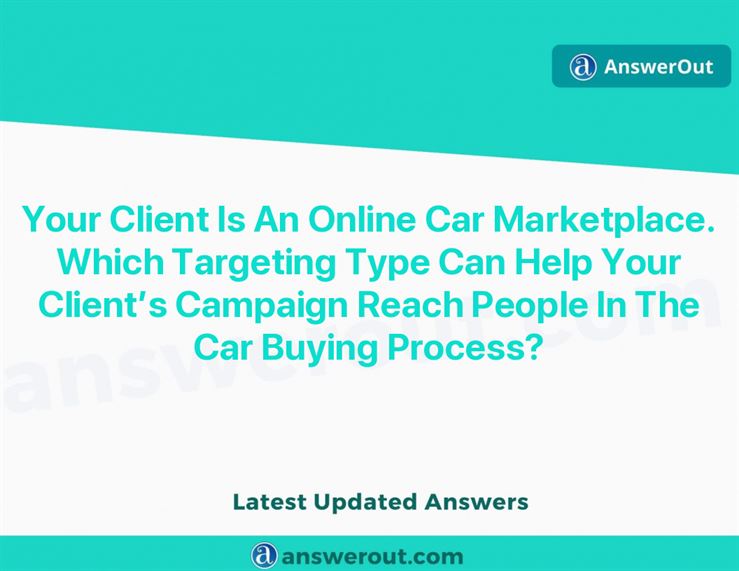 AnswerOut
Your Client Is An Online Car Marketplace.
Which Targeting Type Can Help Your
Client’s Campaign Reach People In The
Car Buying Process?
answerout.com
Latest Updated Answers
answerout.com